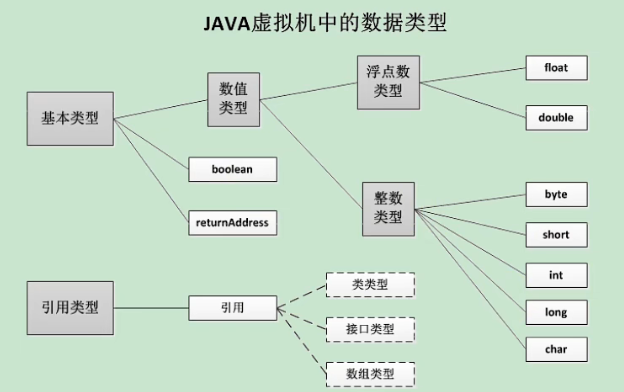 JAVA虚拟机中的数据类型
基本类型
数值
类型
浮点数
类型
float
double
boolean
returnAddress
整数
类型
byte
short
int
long
char
引用类型
引用
类类型
接口类型
数组类型